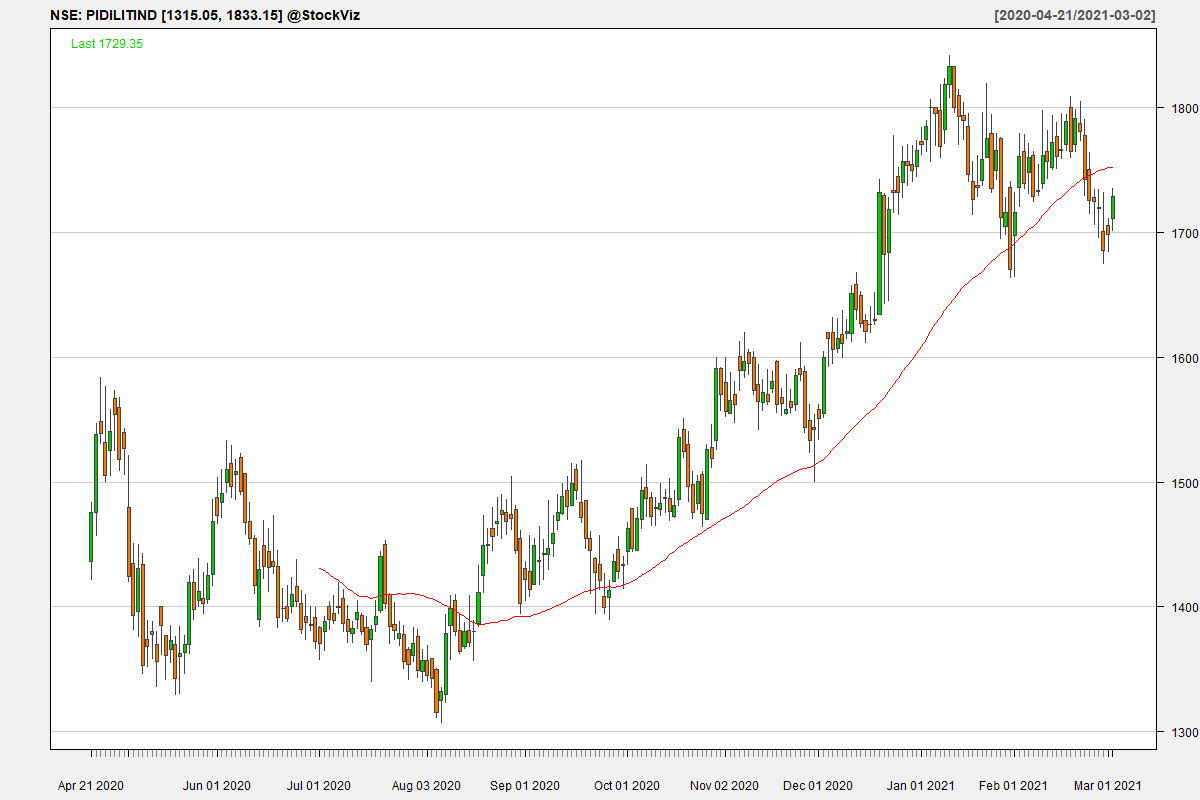 NSE: PIDILITIND [1315.05, 1833.15] @StockViz [2020-04-21/2021-03-02]
Last 1729.35
1800
1700
1600
1500
1400
1300
Apr 21 2020 Jun 01 2020 Jul 01 2020 Aug 03 2020 Sep 01 2020 Oct 01 2020 Nov 02 2020 Dec 01 2020 Jan 01 2021 Feb 01 2021 Mar 01 2021